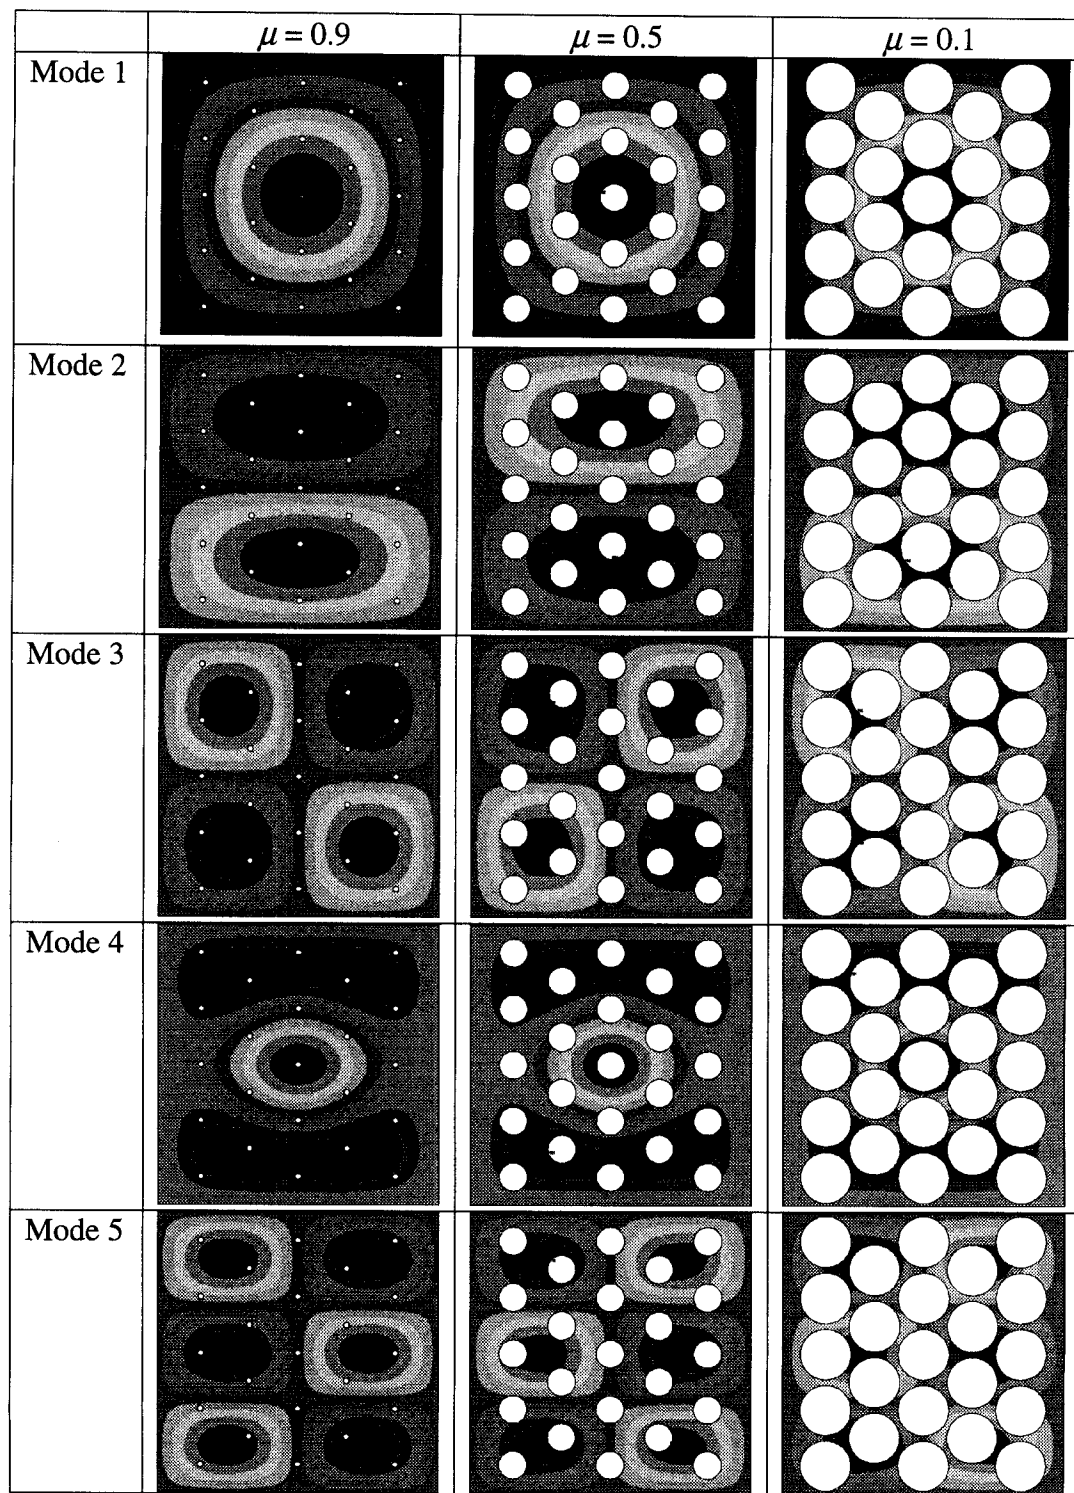 μ = 0.9 μ = 0.5 μ = 0.1
Mode 1
Mode 2
Mode 3
Mode 4
Mode 5